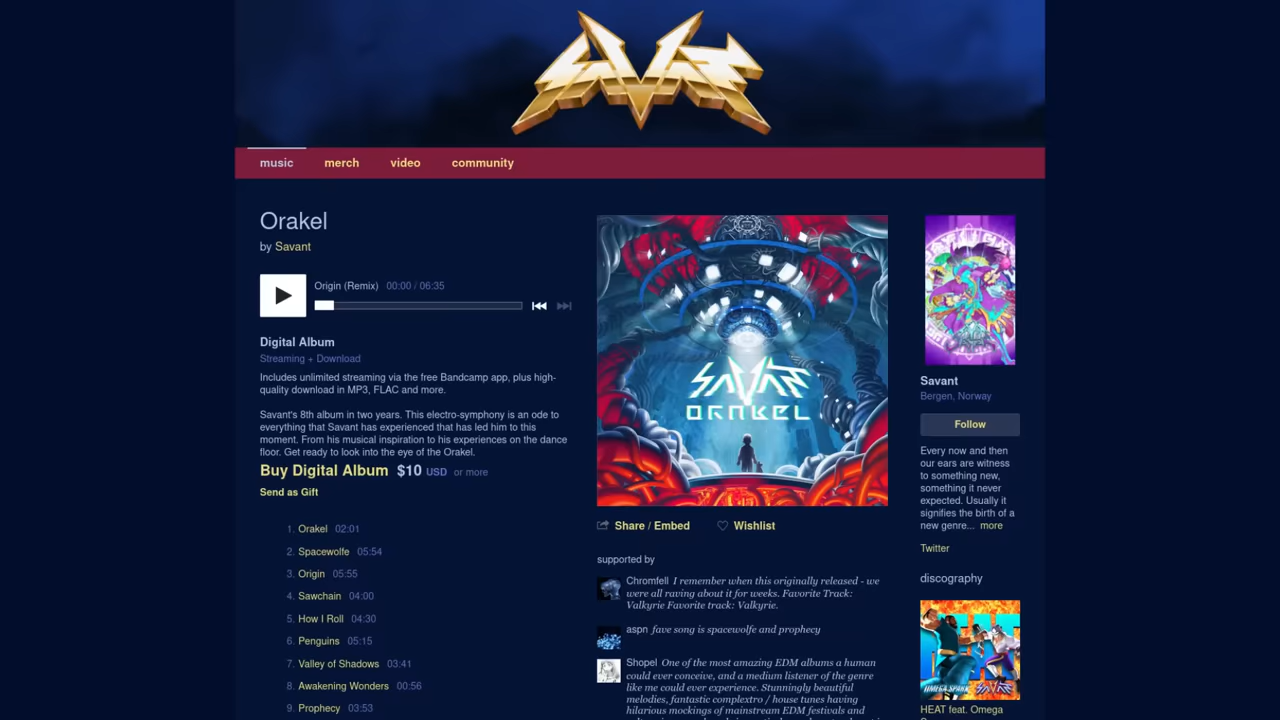 SAVANT
music merch video community
Orakel
by Savant
Origin (Remix) 00:00 / 06:35
Digital Album
Streaming + Download
Includes unlimited streaming via the free Bandcamp app, plus high-
quality download in MP3, FLAC and more.
Savant's 8th album in two years. This electro-symphony is an ode to
everything that Savant has experienced that has led him to this
moment. From his musical inspiration to his experiences on the dance
floor. Get ready to look into the eye of the Orakel.
Buy Digital Album $10 USD or more
Send as Gift
1. Orakel 02:01
2. Spacewolfe 05:54
3. Origin 05:55
4. Sawchain 04:00
5. How I Roll 04:30
6. Penguins 05:15
7. Valley of Shadows 03:41
8. Awakening Wonders 00:56
9. Prophecy 03:53
SAVANT
ORAKEL
Share / Embed Wishlist
supported by
Chromfell I remember when this originally released - we
were all raving about it for weeks. Favorite Track:
Valkyrie Favorite track: Valkyrie.
aspn fave song is spacewolfe and prophecy
Shopel One of the most amazing EDM albums a human
could ever conceive, and a medium listener of the genre
like me could ever experience. Stunningly beautiful
melodies, fantastic complextro / house tunes having
hilarious mockings of mainstream EDM festivals and
Savant
Bergen, Norway
Follow
Every now and then
our ears are witness
to something new,
something it never
expected. Usually it
signifies the birth of a
new genre... more
Twitter
discography
OMEGA SPARX SAVANT
HEAT feat. Omega